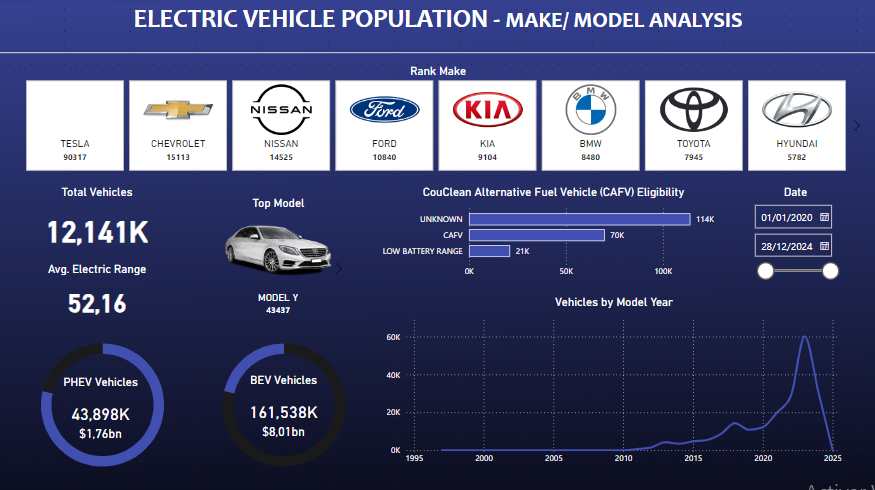 ELECTRIC VEHICLE POPULATION - MAKE/ MODEL ANALYSIS
Rank Make
NISSAN
Ford
KIA
BMW
TESLA
CHEVROLET
NISSAN
FORD
KIA
BMW
TOYOTA
HYUNDAI
90317
15113
14525
10840
9104
8480
7945
5782
Total Vehicles
12,141K
Avg. Electric Range
52,16
Top Model
MODEL Y
43437
CouClean Alternative Fuel Vehicle (CAFV) Eligibility
UNKNOWN
114K
CAFV
70K
LOW BATTERY RANGE
21K
0K
50K
100K
Date
01/01/2020
28/12/2024
PHEV Vehicles
43,898K
$1,76bn
BEV Vehicles
161,538K
$8,01bn
Vehicles by Model Year
60K
40K
20K
0K
1995
2000
2005
2010
2015
2020
2025